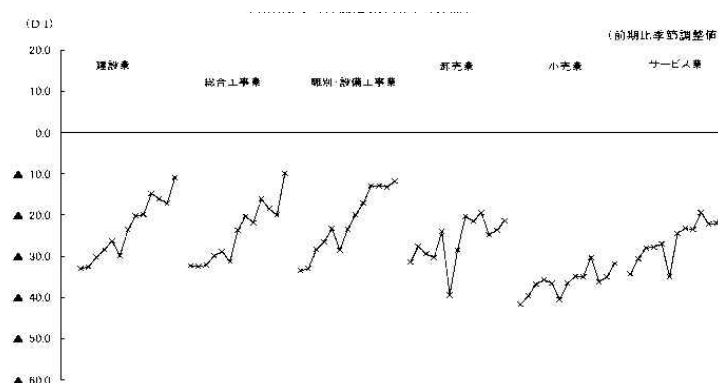 (DI)
(前期比季節調整値
20.0
建設業
卸売業
小売業
サービス業
総合工事業
職別・設備工事業
10.0
0.0
▲ 10.0
▲ 20.0
▲ 30.0
▲ 40.0
▲ 50.0
▲ 60.0